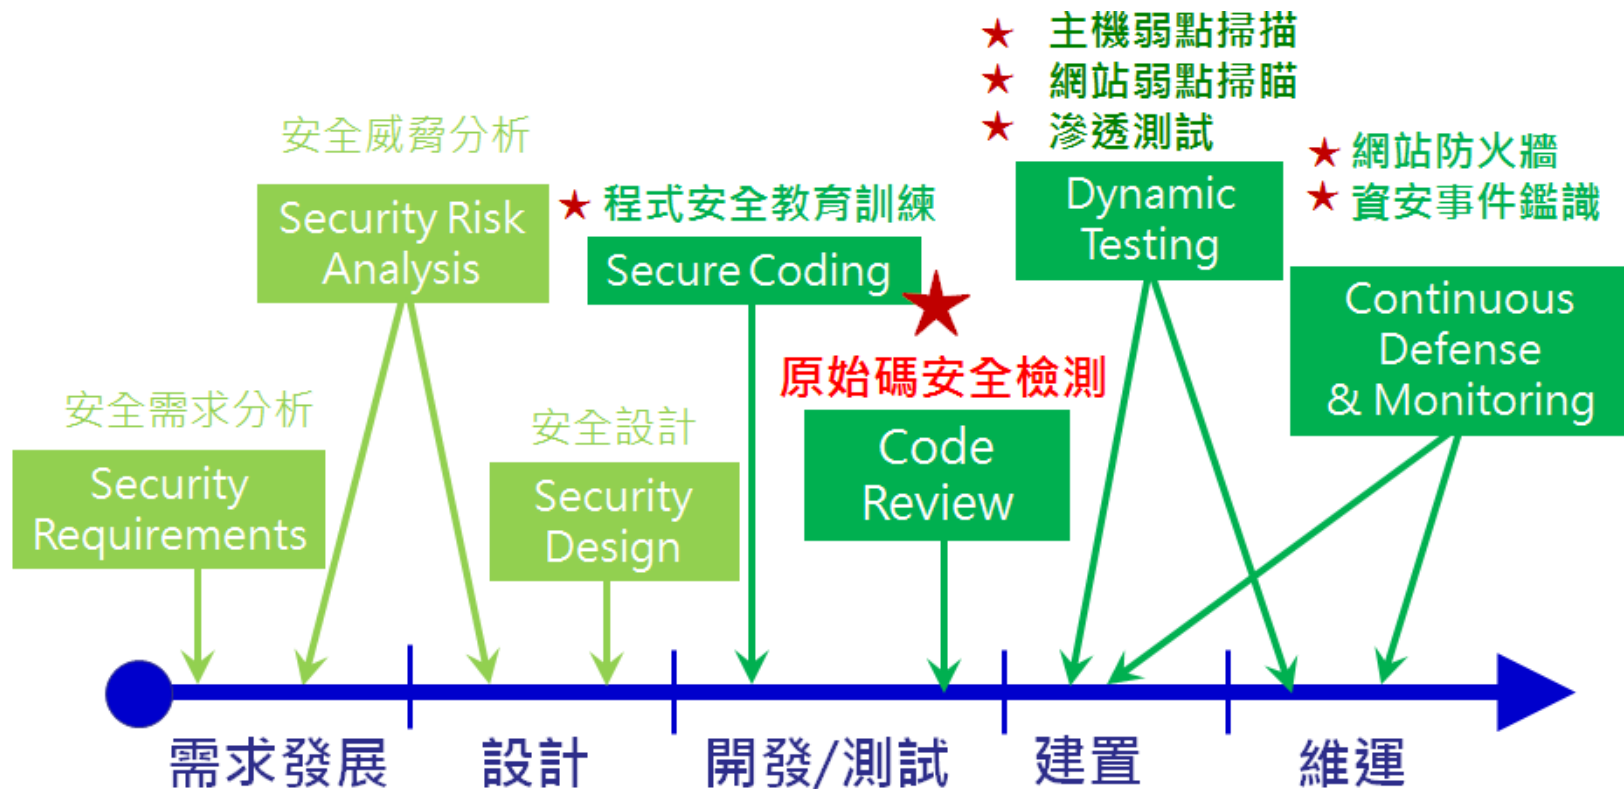 主機弱點掃描
網站弱點掃瞄
滲透測試
Dynamic
Testing
網站防火牆
資安事件鑑識
Continuous
Defense
& Monitoring
安全威脅分析
Security Risk
Analysis
程式安全教育訓練
Secure Coding
原始碼安全檢測
Code
Review
安全需求分析
Security
Requirements
安全設計
Security
Design
需求發展
設計
開發/測試
建置
維運